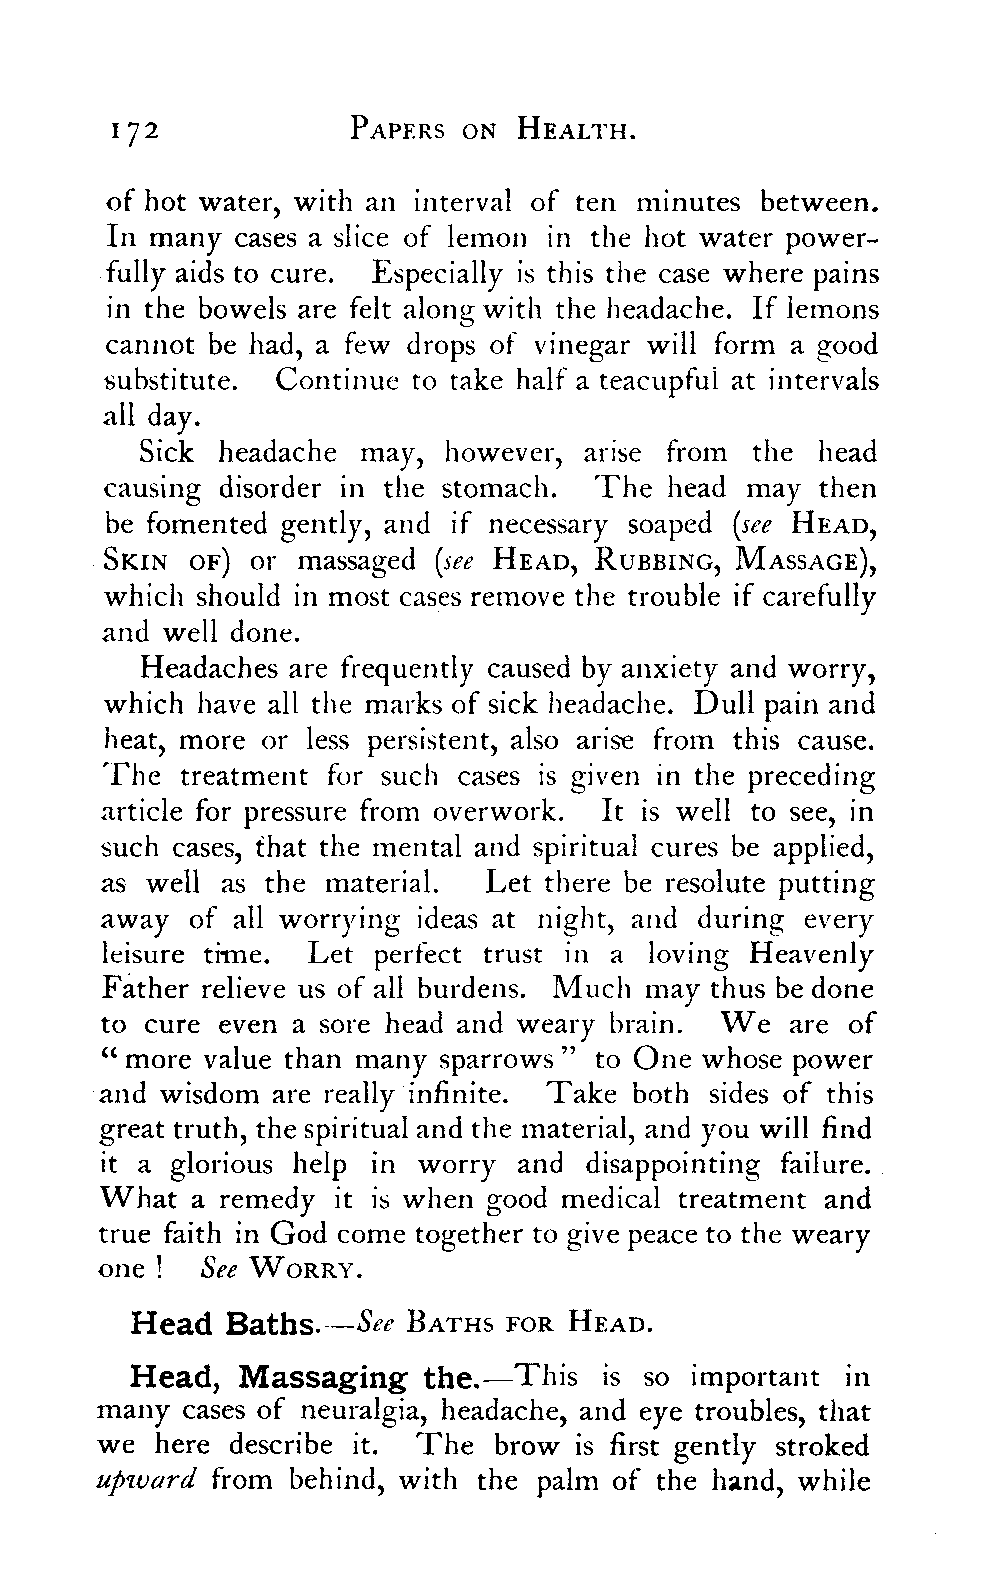 172 PAPERS ON HEALTH.
of hot water, with an interval of ten minutes between.
In many cases a slice of lemon in the hot water power-
fully aids to cure. Especially is this the case where pains
in the bowels are felt along with the headache. If lemons
cannot be had, a few drops of vinegar will form a good
substitute. Continue to take half a teacupful at intervals
all day.
Sick headache may, however, arise from the head
causing disorder in the stomach. The head may then
be fomented gently, and if necessary soaped (see HEAD,
SKIN OF) or massaged (see HEAD, RUBBING, MASSAGE),
which should in most cases remove the trouble if carefully
and well done.
Headaches are frequently caused by anxiety and worry,
which have all the marks of sick headache. Dull pain and
heat, more or less persistent, also arise from this cause.
The treatment for such cases is given in the preceding
article for pressure from overwork. It is well to see, in
such cases, that the mental and spiritual cures be applied,
as well as the material. Let there be resolute putting
away of all worrying ideas at night, and during every
leisure time. Let perfect trust in a loving Heavenly
Father relieve us of all burdens. Much may thus be done
to cure even a sore head and weary brain. We are of
“ more value than many sparrows ” to One whose power
and wisdom are really infinite. Take both sides of this
great truth, the spiritual and the material, and you will find
it a glorious help in worry and disappointing failure.
What a remedy it is when good medical treatment and
true faith in God come together to give peace to the weary
one ! See WORRY.
Head Baths.—See BATHS FOR HEAD.
Head, Massaging the.—This is so important in
many cases of neuralgia, headache, and eye troubles, that
we here describe it. The brow is first gently stroked
upward from behind, with the palm of the hand, while